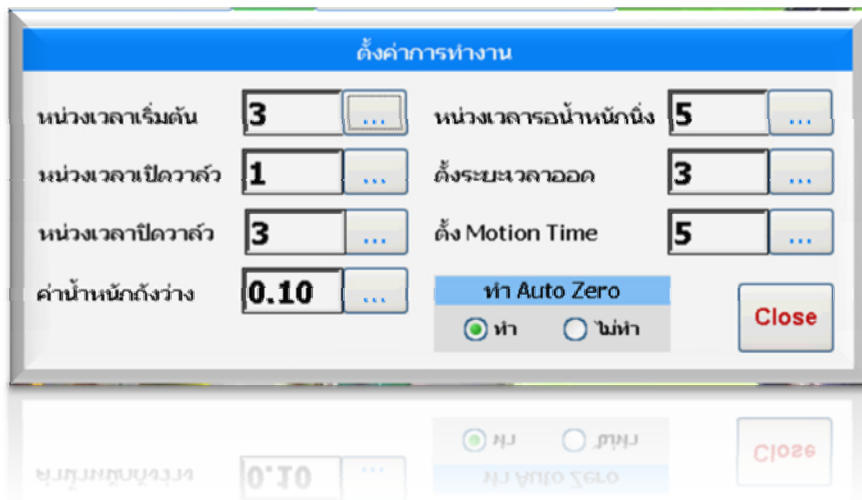 ตั้งค่าการทำงาน
หน่วงเวลาเริ่มต้น 3 ... หน่วงเวลารอน้ำหนักนิ่ง 5 ...
หน่วงเวลาเปิดวาล์ว 1 ... ตั้งระยะเวลาออด 3 ...
หน่วงเวลาปิดวาล์ว 3 ... ตั้ง Motion Time 5 ...
ค่าน้ำหนักถังว่าง 0.10 ... ทำ Auto Zero
ทำ ไม่ทำ Close